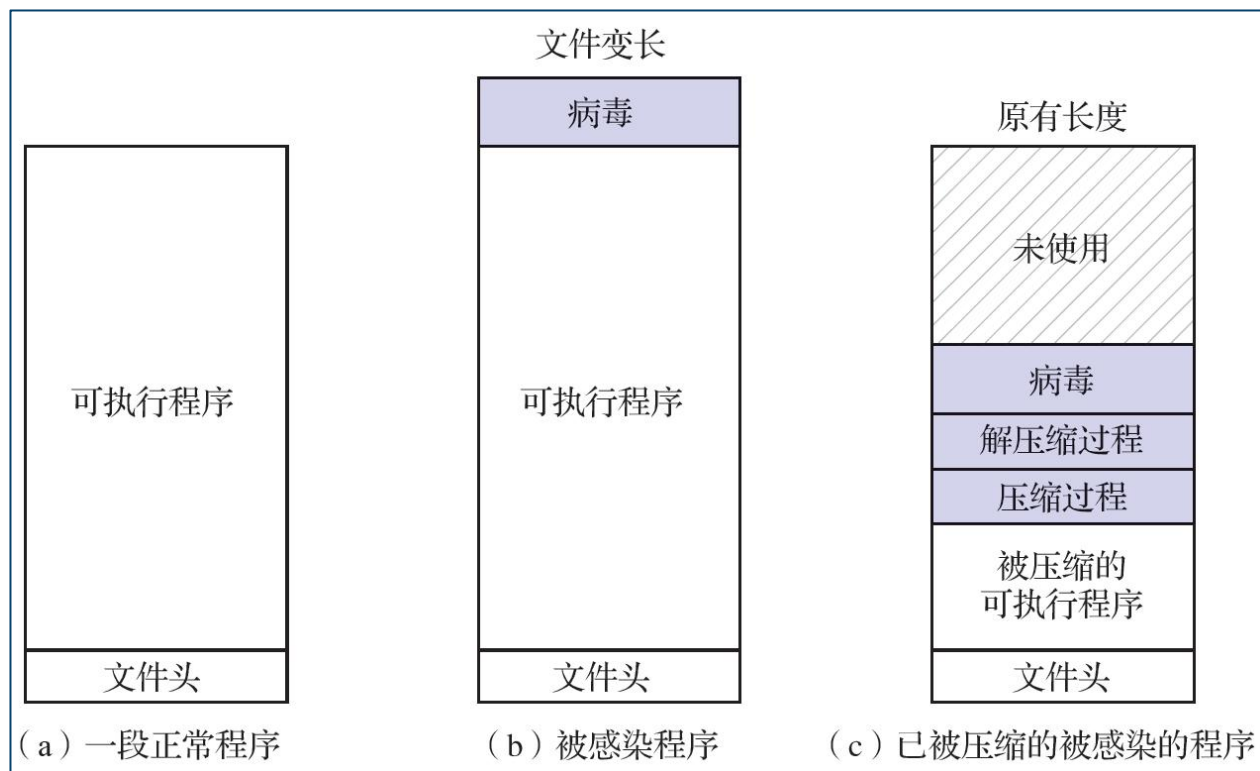 可执行程序
文件头
（a）一段正常程序
文件变长
病毒
可执行程序
文件头
（b）被感染程序
原有长度
未使用
病毒
解压缩过程
压缩过程
被压缩的
可执行程序
文件头
（c）已被压缩的被感染的程序